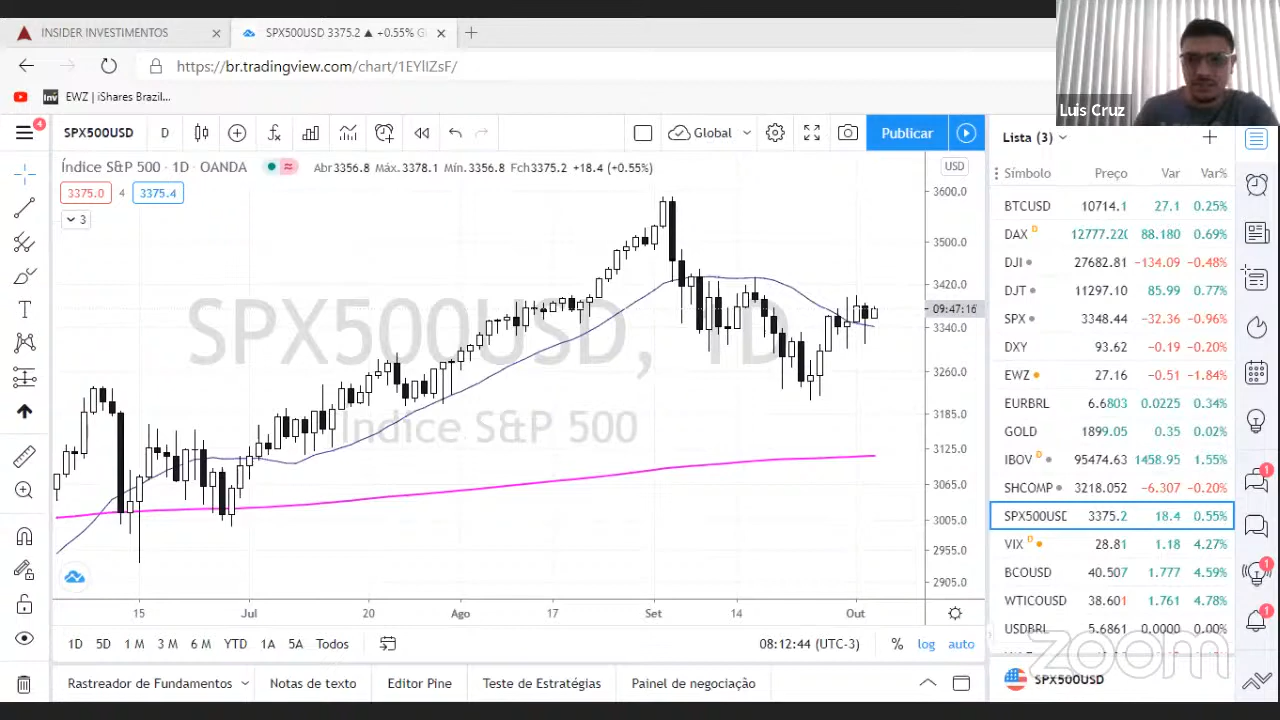 INSIDER INVESTIMENTOS
SPX500USD 3375.2 ▲ +0.55% G
https://br.tradingview.com/chart/1EYlIZsF/
EWZ | iShares Brazil...
Luis Cruz
4
SPX500USD D Global Publicar
Lista (3)
Índice S&P 500 · 1D · OANDA Abr3356.8 Máx.3378.1 Mín.3356.8 Fch3375.2 +18.4 (+0.55%)
USD
3375.0 4 3375.4
3
SPX500USD, 1D
Índice S&P 500
3600.0
3500.0
3420.0
09:47:16
3340.0
3260.0
3185.0
3125.0
3065.0
3005.0
2955.0
2905.0
15 Jul 20 Ago 17 Set 14 Out
1D 5D 1 M 3 M 6 M YTD 1A 5A Todos 08:12:44 (UTC-3) % log auto
Rastreador de Fundamentos Notas de texto Editor Pine Teste de Estratégias Painel de negociação
Símbolo Preço Var Var%
BTCUSD 10714.1 27.1 0.25%
DAX D 12777.220 88.180 0.69%
DJI 27682.81 −134.09 −0.48%
DJT 11297.10 85.99 0.77%
SPX 3348.44 −32.36 −0.96%
DXY 93.62 −0.19 −0.20%
EWZ 27.16 −0.51 −1.84%
EURBRL 6.6803 0.0225 0.34%
GOLD 1899.05 0.35 0.02%
IBOV D 95474.63 1458.95 1.55%
SHCOMP 3218.052 −6.307 −0.20%
SPX500USD 3375.2 18.4 0.55%
VIX D 28.81 1.18 4.27%
BCOUSD 40.507 1.777 4.59%
WTICOUSD 38.601 1.761 4.78%
USDBRL 5.6861 0.0000 0.00%
SPX500USD
zoom
1
1
1